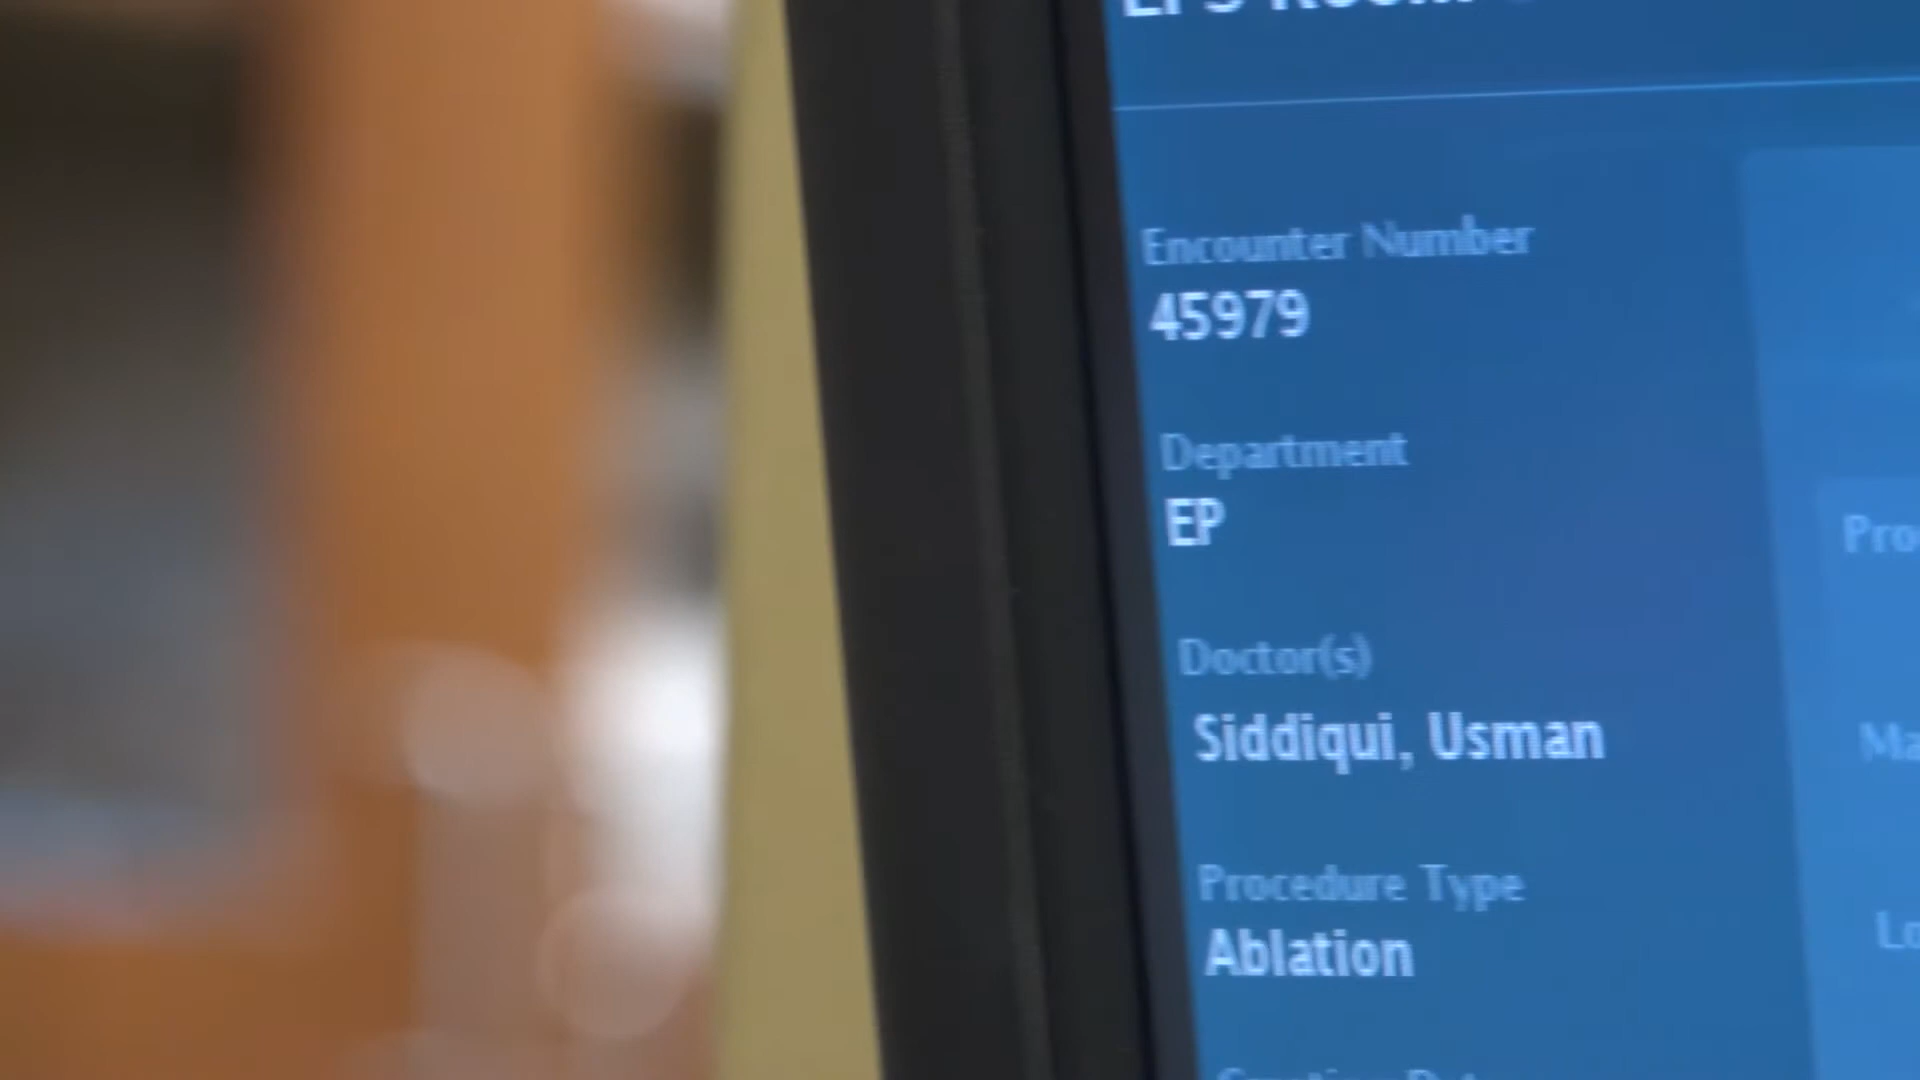 Encounter Number
45979
Department
EP
Doctor(s)
Siddiqui, Usman
Procedure Type
Ablation